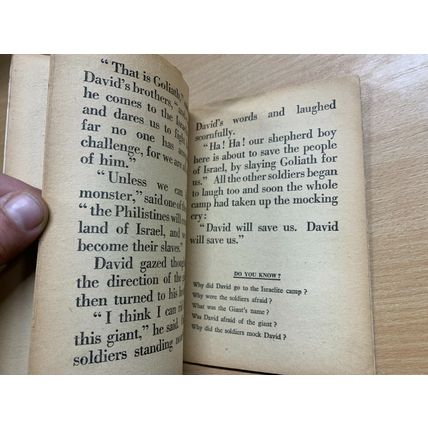 "That is Goliath
David's brothers,"
he comes to the Isra
and dares us to fig
far no one has
challenge, for we are
of him."
"Unless we can
monster," said one of
"the Philistines will
land of Israel, and
become their slaves."
David gazed thoug
the direction of the
then turned to his
"I think I can
this giant," he said.
soldiers standing
David's words and laughed
scornfully.
"Ha! Ha! our shepherd boy
here is about to save the people
of Israel, by slaying Goliath for
us." All the other soldiers began
to laugh too and soon the whole
camp had taken up the mocking
cry:
"David will save us. David
will save us."
DO YOU KNOW?
Why did David go to the Israelite camp?
Why were the soldiers afraid?
What was the Giant's name?
Was David afraid of the giant?
Why did the soldiers mock David?